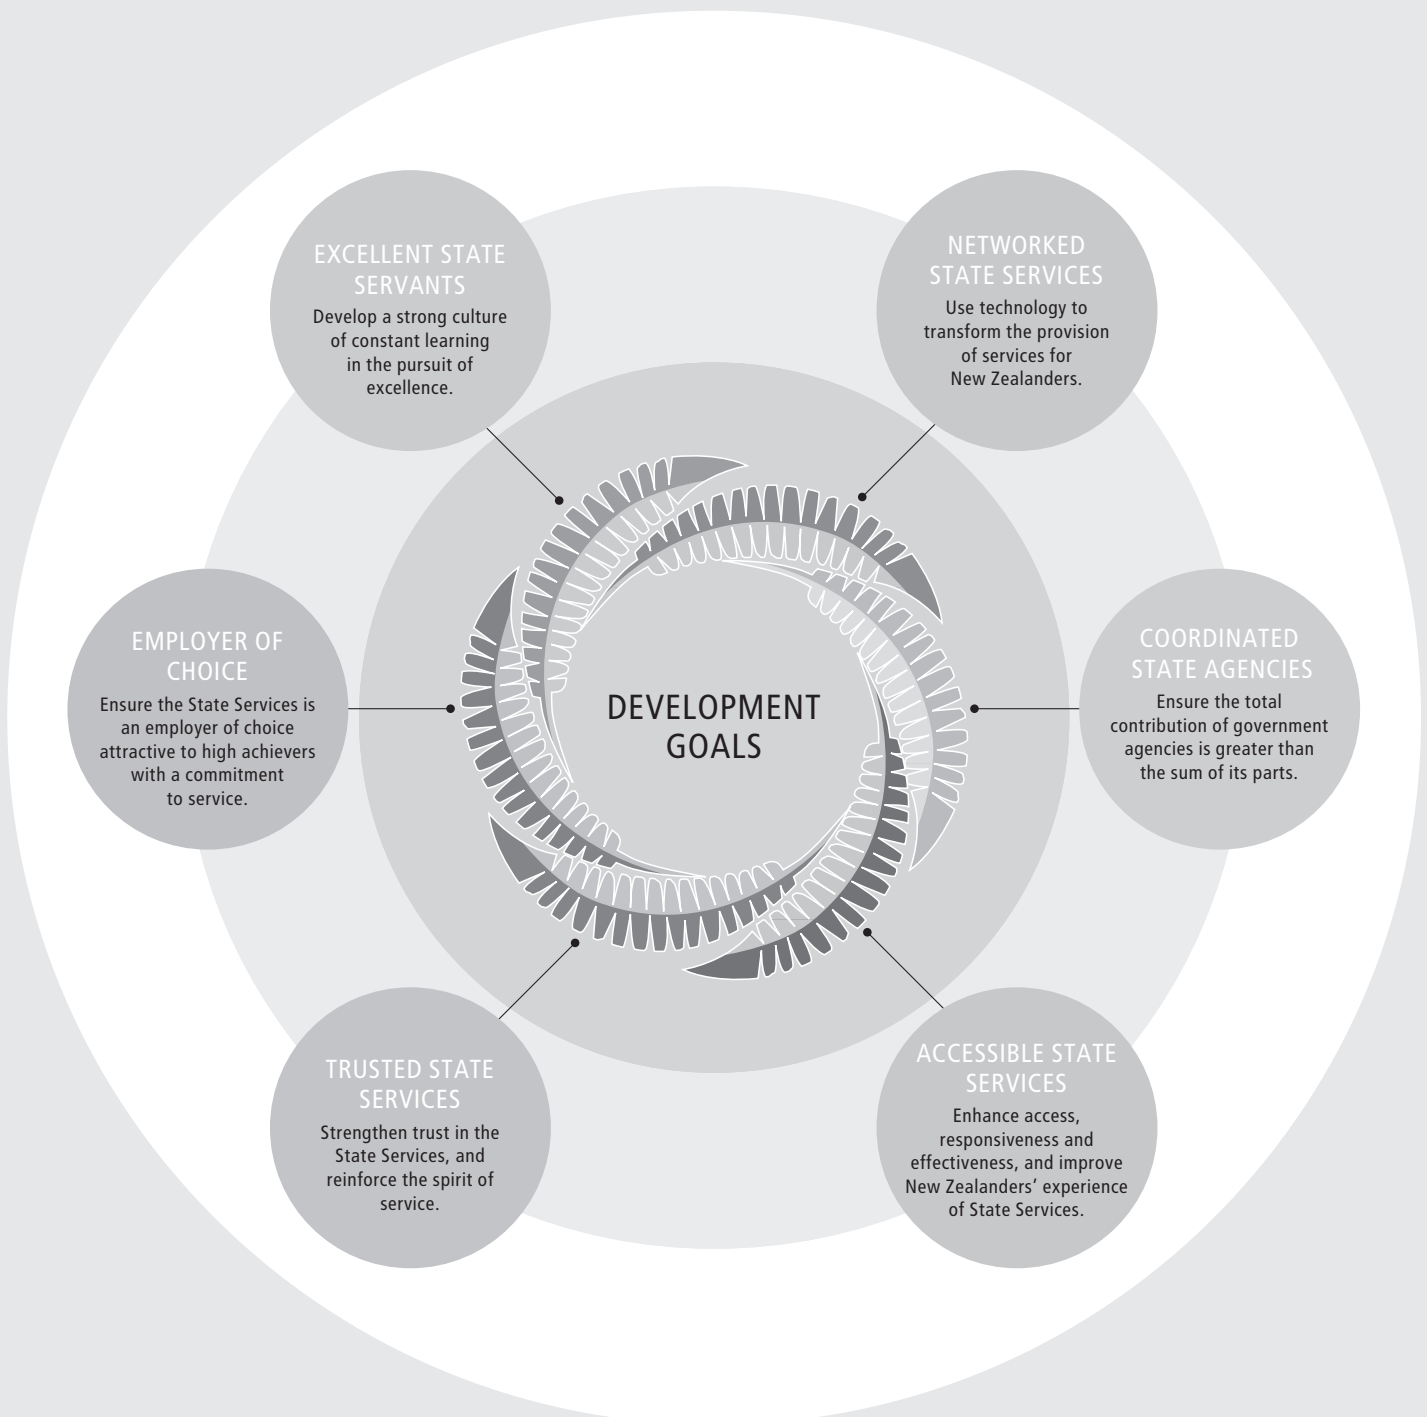 EXCELLENT STATE
SERVANTS
Develop a strong culture
of constant learning
in the pursuit of
excellence.
NETWORKED
STATE SERVICES
Use technology to
transform the provision
of services for
New Zealanders.
EMPLOYER OF
CHOICE
Ensure the State Services is
an employer of choice
attractive to high achievers
with a commitment
to service.
DEVELOPMENT
GOALS
COORDINATED
STATE AGENCIES
Ensure the total
contribution of government
agencies is greater than
the sum of its parts.
TRUSTED STATE
SERVICES
Strengthen trust in the
State Services, and
reinforce the spirit of
service.
ACCESSIBLE STATE
SERVICES
Enhance access,
responsiveness and
effectiveness, and improve
New Zealanders’ experience
of State Services.